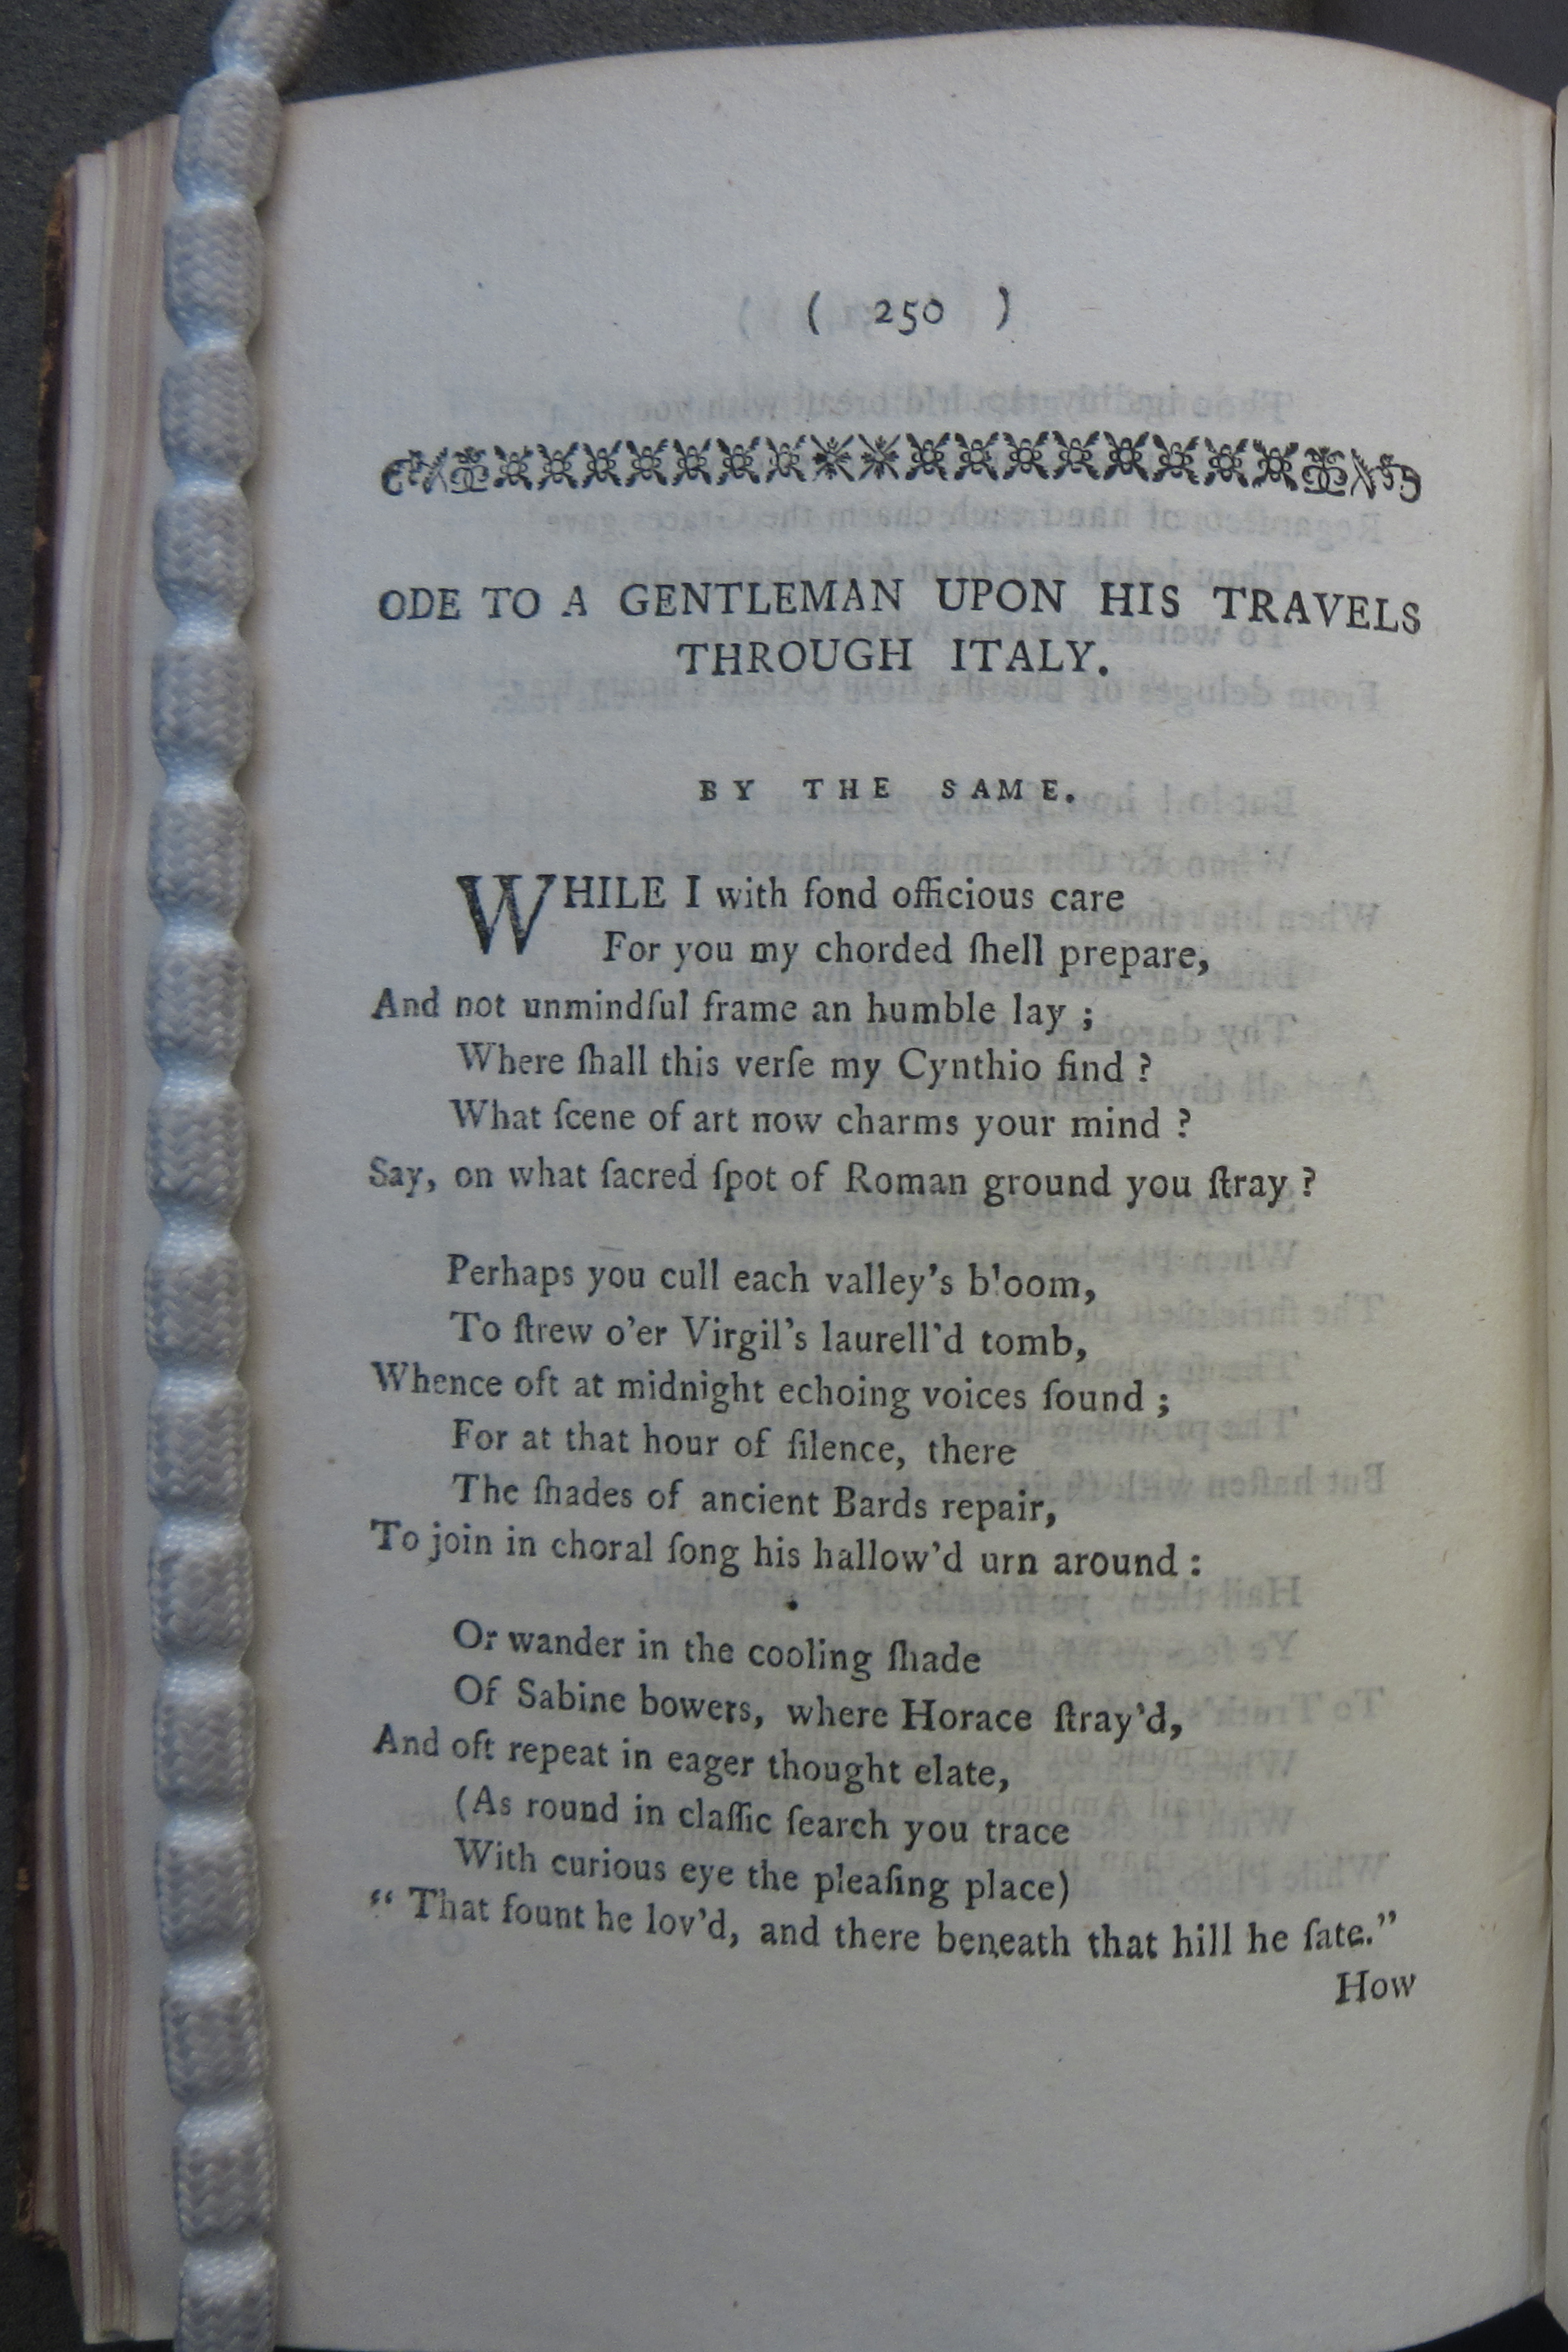 ( 250 )
ODE TO A GENTLEMAN UPON HIS TRAVELS
THROUGH ITALY.
BY THE SAME.
WHILE I with fond officious care
For you my chorded ſhell prepare,
And not unmindful frame an humble lay ;
Where ſhall this verſe my Cynthio find ?
What ſcene of art now charms your mind ?
Say, on what ſacred ſpot of Roman ground you ſtray ?
Perhaps you cull each valley's bloom,
To ſtrew o'er Virgil's laurell'd tomb,
Whence oft at midnight echoing voices ſound ;
For at that hour of ſilence, there
The ſhades of ancient Bards repair,
To join in choral ſong his hallow'd urn around :
Or wander in the cooling ſhade
Of Sabine bowers, where Horace ſtray'd,
And oft repeat in eager thought elate,
(As round in claſſic ſearch you trace
With curious eye the pleaſing place)
“ That fount he lov'd, and there beneath that hill he ſate.”
How